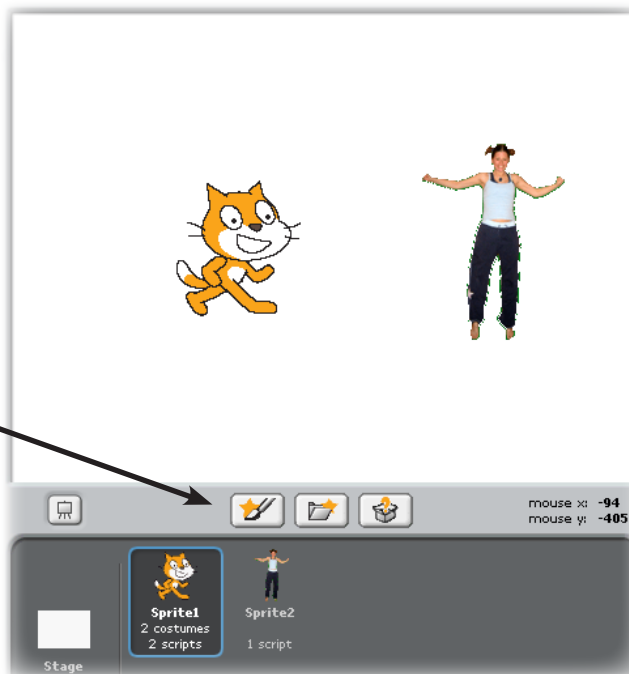 mouse x: -94
mouse y: -405
Sprite1
2 costumes
2 scripts
Sprite2
1 script
Stage